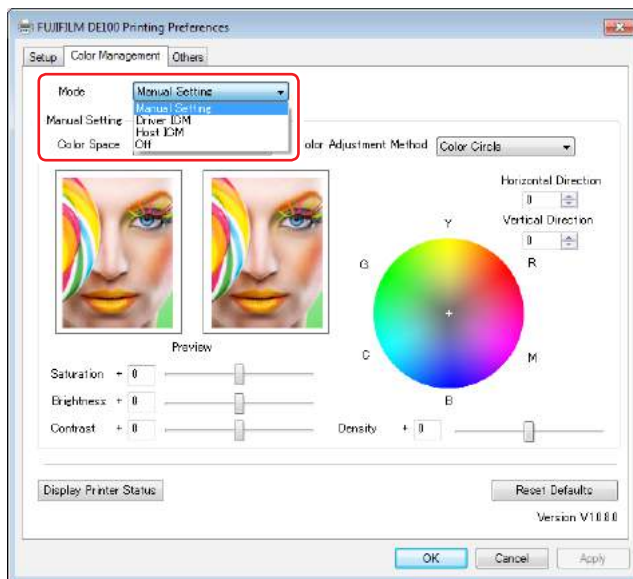 FUJIFILM DE100 Printing Preferences
Setup Color Management Others
Mode Manual Setting
Manual Setting
Manual Setting Driver ICM
Host ICM
Color Space Off olor Adjustment Method Color Circle
Horizontal Direction
0
Vertical Direction
0
Y
G R
C M
B
Preview
Saturation + 0
Brightness + 0
Contrast + 0 Density + 0
Display Printer Status Reset Defaults
Version V1.0.8.0
OK Cancel Apply